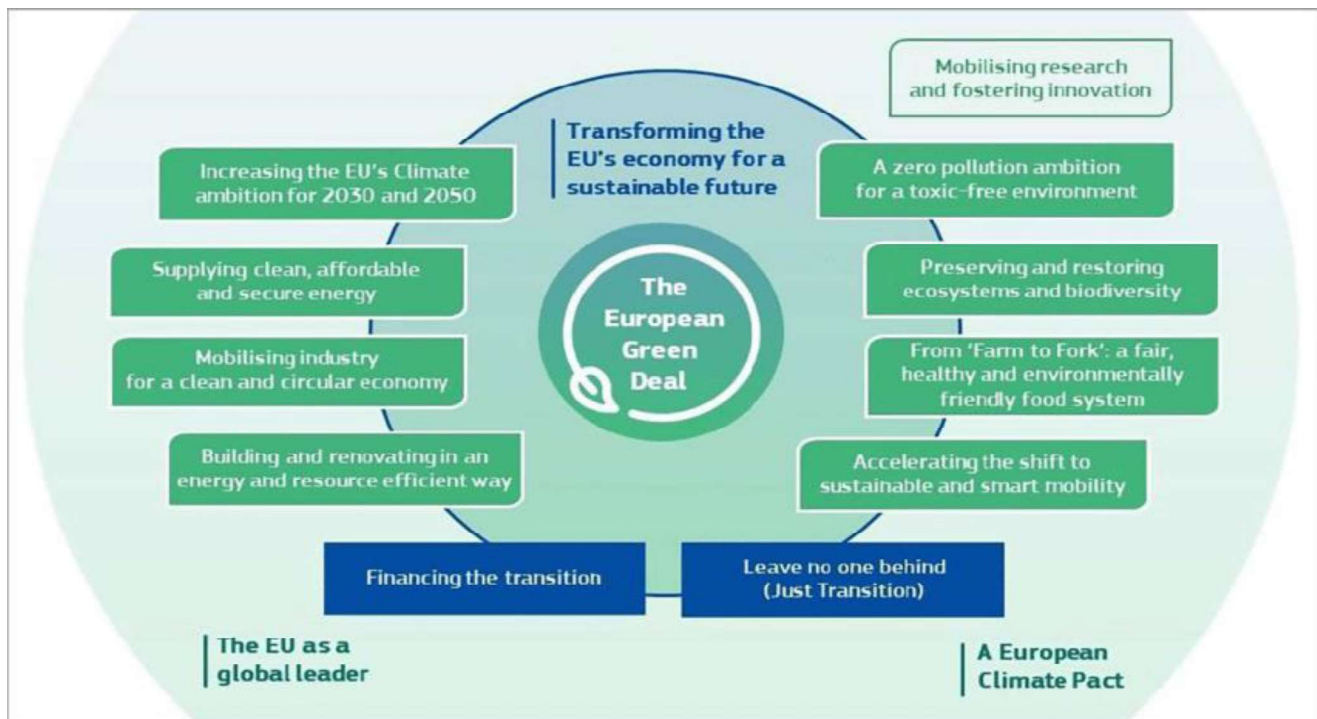 Mobilising research
and fostering innovation
Transforming the
EU's economy for a
sustainable future
Increasing the EU's Climate
ambition for 2030 and 2050
A zero pollution ambition
for a toxic-free environment
Supplying clean, affordable
and secure energy
Preserving and restoring
ecosystems and biodiversity
The
European
Green
Deal
Mobilising industry
for a clean and circular economy
From 'Farm to Fork': a fair,
healthy and environmentally
friendly food system
Building and renovating in an
energy and resource efficient way
Accelerating the shift to
sustainable and smart mobility
Financing the transition
Leave no one behind
(Just Transition)
The EU as a
global leader
A European
Climate Pact